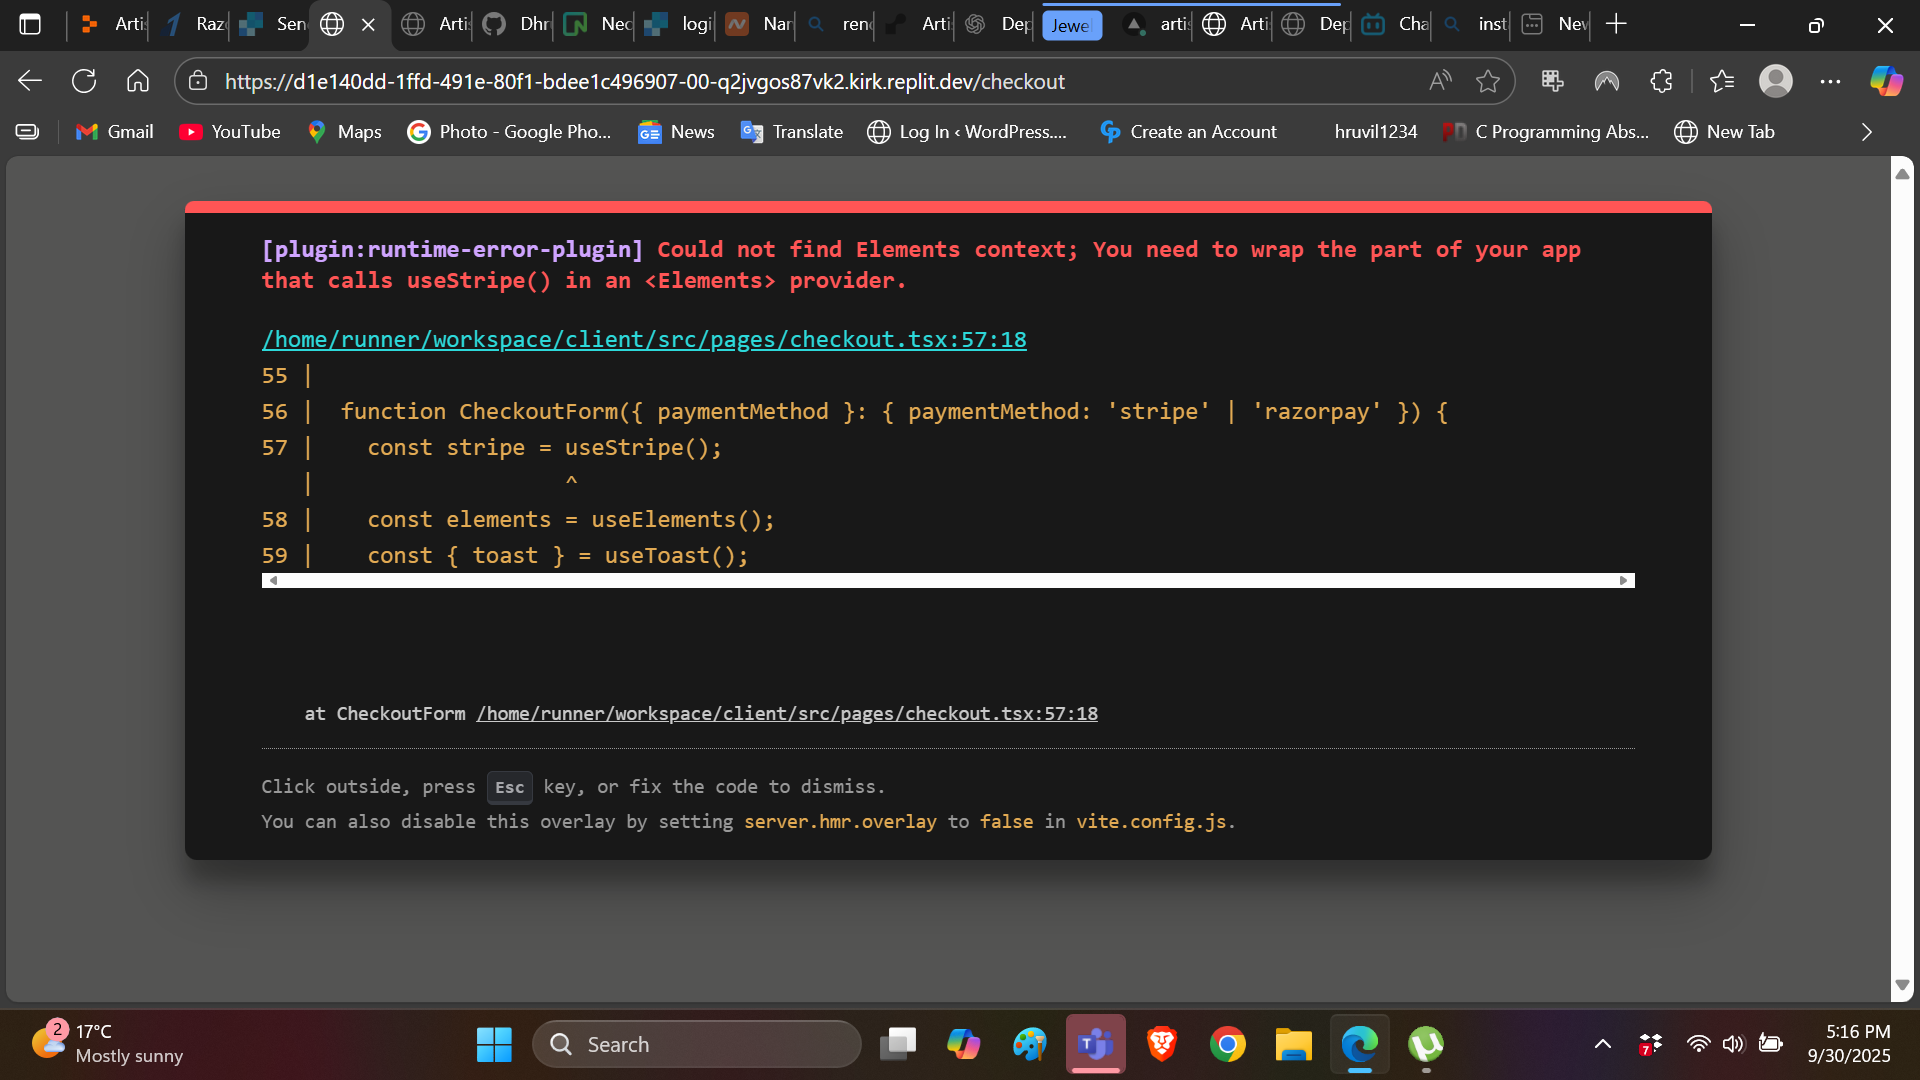 Arti
Raz
Sen
Arti
Dhr
Nec
logi
Nar
ren
Arti
Dep
Jewe
arti
Arti
Dep
Cha
inst
New
https://d1e140dd-1ffd-491e-80f1-bdee1c496907-00-q2jvgos87vk2.kirk.replit.dev/checkout
Gmail
YouTube
Maps
Photo - Google Pho...
News
Translate
Log In ‹ WordPress....
Create an Account
hruvil1234
C Programming Abs...
New Tab
[plugin:runtime-error-plugin] Could not find Elements context; You need to wrap the part of your app
that calls useStripe() in an <Elements> provider.
/home/runner/workspace/client/src/pages/checkout.tsx:57:18
55 |
56 | function CheckoutForm({ paymentMethod }: { paymentMethod: 'stripe' | 'razorpay' }) {
57 | const stripe = useStripe();
| ^
58 | const elements = useElements();
59 | const { toast } = useToast();
at CheckoutForm /home/runner/workspace/client/src/pages/checkout.tsx:57:18
Click outside, press Esc key, or fix the code to dismiss.
You can also disable this overlay by setting server.hmr.overlay to false in vite.config.js.
2
17°C
Mostly sunny
Search
7
5:16 PM
9/30/2025